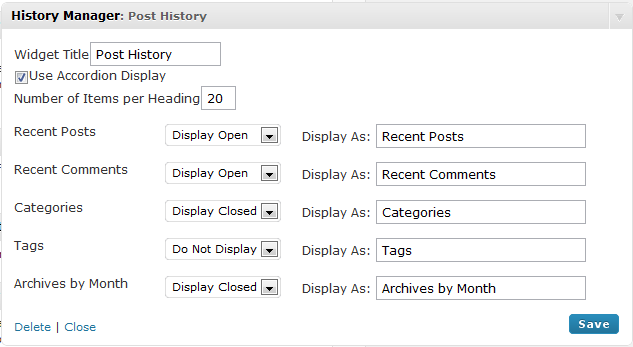 History Manager: Post History
Widget Title Post History
Use Accordion Display
Number of Items per Heading 20
Recent Posts Display Open Display As: Recent Posts
Recent Comments Display Open Display As: Recent Comments
Categories Display Closed Display As: Categories
Tags Do Not Display Display As: Tags
Archives by Month Display Closed Display As: Archives by Month
Delete | Close Save